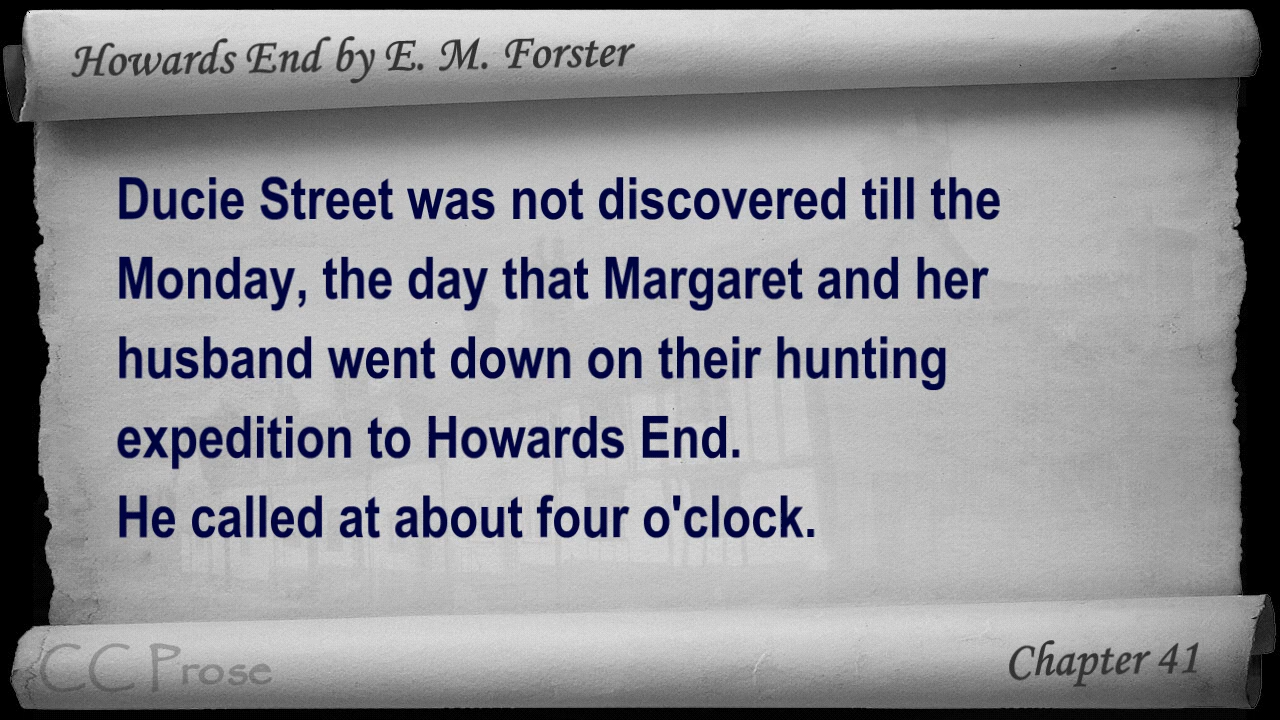 Howards End by E. M. Forster
Ducie Street was not discovered till the
Monday, the day that Margaret and her
husband went down on their hunting
expedition to Howards End.
He called at about four o'clock.
CC Prose
Chapter 41